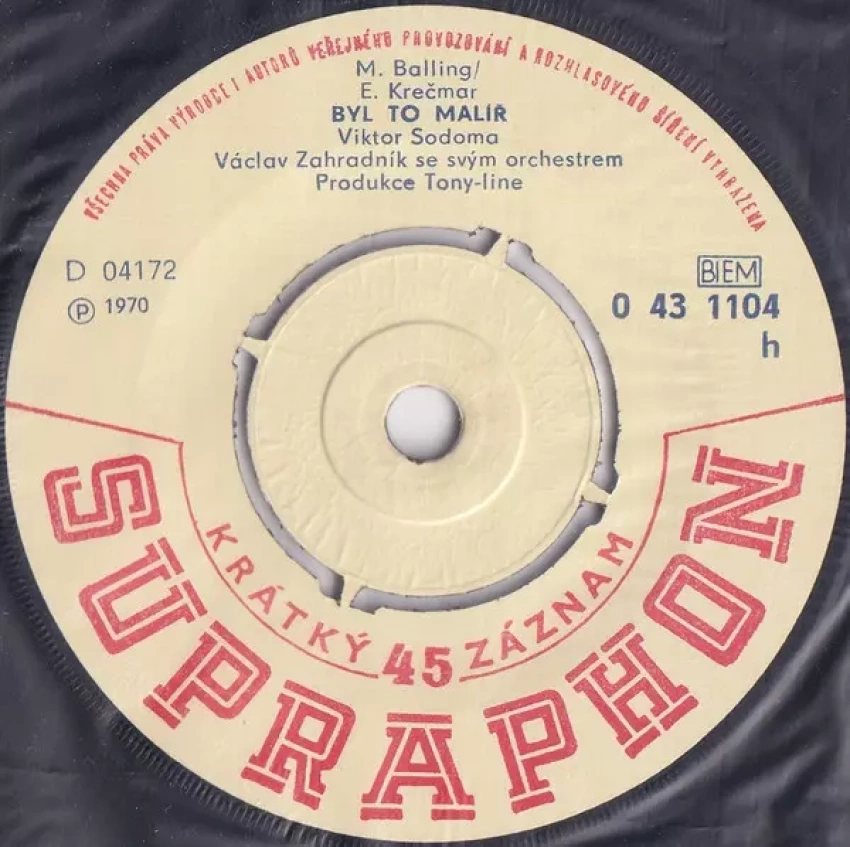 VŠECHNA PRÁVA VÝROBCE I AUTORŮ VEŘEJNÉHO PROVOZOVÁNÍ A ROZHLASOVÉHO ŠÍŘENÍ VYHRAZENA
M. Balling/
E. Krečmar
BYL TO MALÍŘ
Viktor Sodoma
Václav Zahradník se svým orchestrem
Produkce Tony-line
D 04172
Ⓟ 1970
BIEM
0 43 1104
h
KRÁTKÝ 45 ZÁZNAM
SUPRAPHON